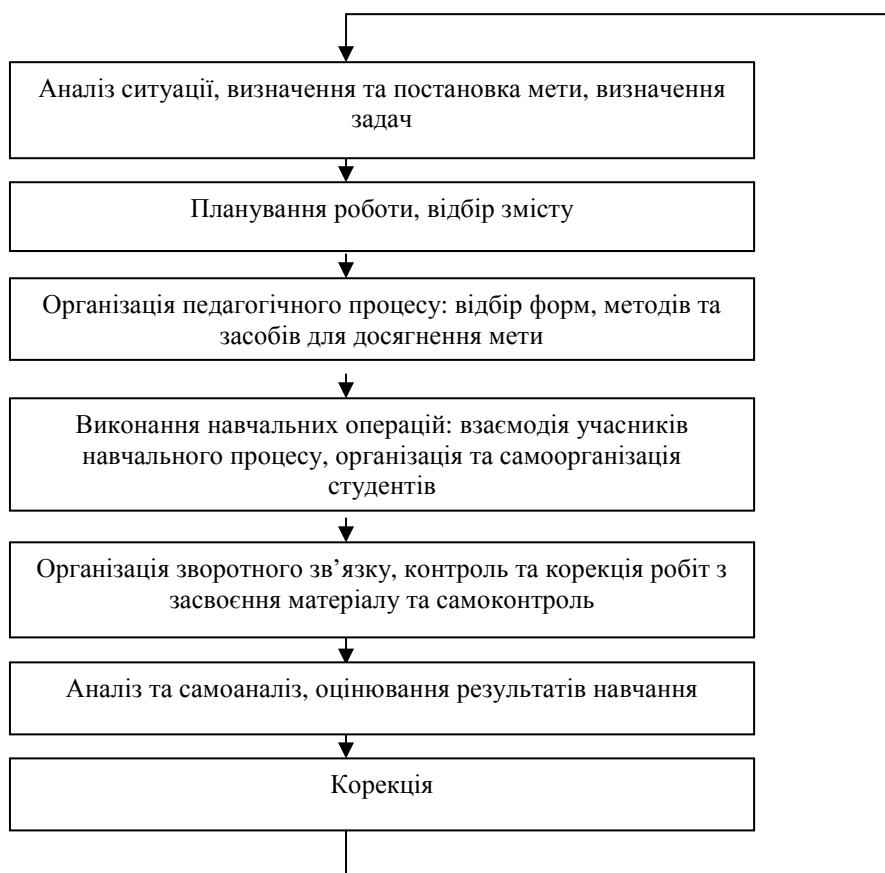 Аналіз ситуації, визначення та постановка мети, визначення
задач
Планування роботи, відбір змісту
Організація педагогічного процесу: відбір форм, методів та
засобів для досягнення мети
Виконання навчальних операцій: взаємодія учасників
навчального процесу, організація та самоорганізація
студентів
Організація зворотного зв’язку, контроль та корекція робіт з
засвоєння матеріалу та самоконтроль
Аналіз та самоаналіз, оцінювання результатів навчання
Корекція